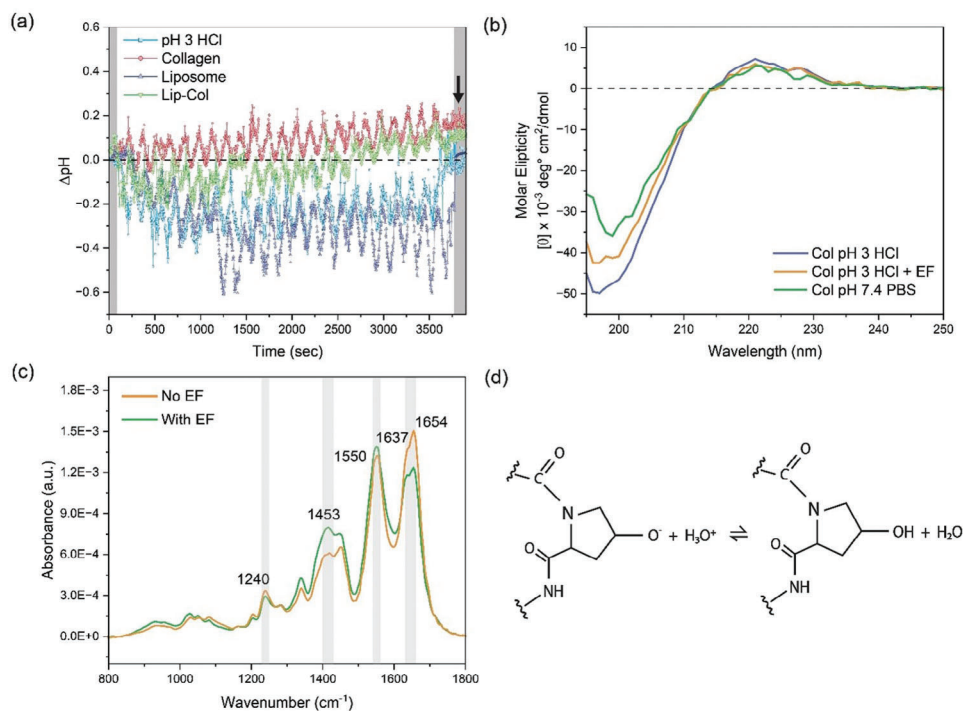 (a)
0.6
0.4
0.2
0.0
-0.2
-0.4
-0.6
ΔpH
pH 3 HCl
Collagen
Liposome
Lip-Col
0 500 1000 1500 2000 2500 3000 3500
Time (sec)
(b)
10
0
-10
-20
-30
-40
-50
Molar Elipticity
[θ] x 10⁻³ deg° cm²/dmol
Col pH 3 HCl
Col pH 3 HCl + EF
Col pH 7.4 PBS
200 210 220 230 240 250
Wavelength (nm)
(c)
1.8E-3
1.5E-3
1.2E-3
9.0E-4
6.0E-4
3.0E-4
0.0E+0
Absorbance (a.u.)
No EF
With EF
1240
1453
1550
1637
1654
800 1000 1200 1400 1600 1800
Wavenumber (cm⁻¹)
(d)
O
C
N
O⁻ + H₃O⁺ ⇌
O
C
NH
O
C
N
OH + H₂O
O
C
NH